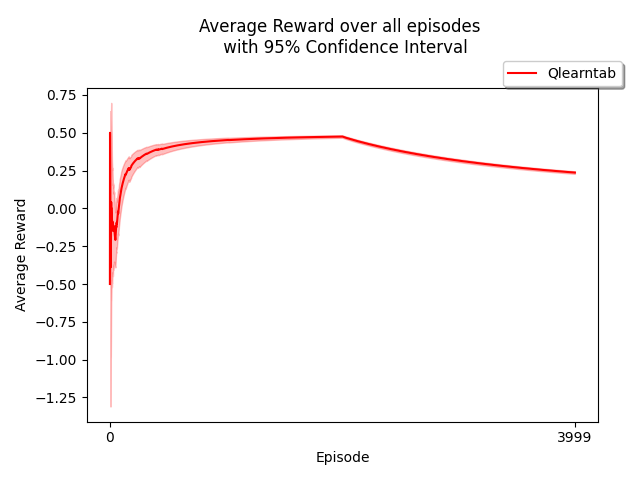 Average Reward over all episodes
with 95% Confidence Interval
Qlearntab
0.75
0.50
0.25
0.00
−0.25
−0.50
−0.75
−1.00
−1.25
Average Reward
0 3999
Episode